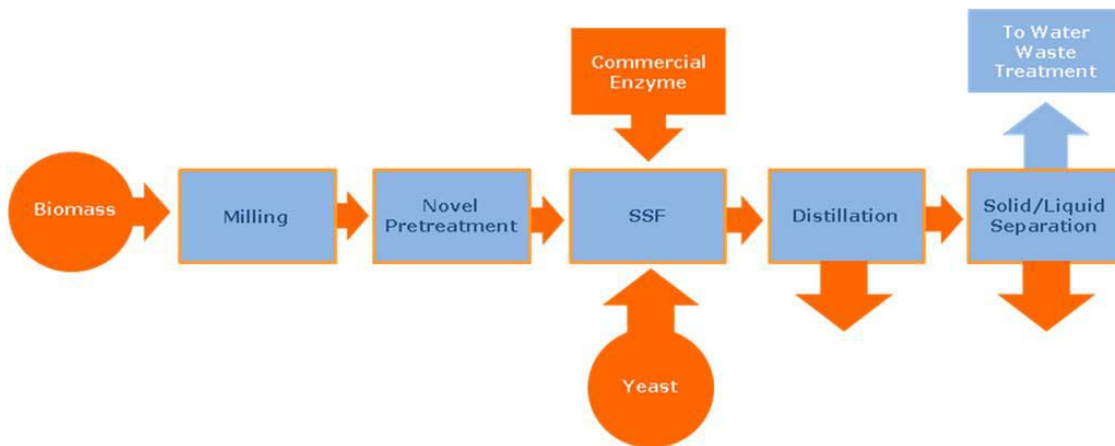 Commercial
Enzyme
To Water
Waste
Treatment
Biomass
Milling
Novel
Pretreatment
SSF
Distillation
Solid/Liquid
Separation
Yeast